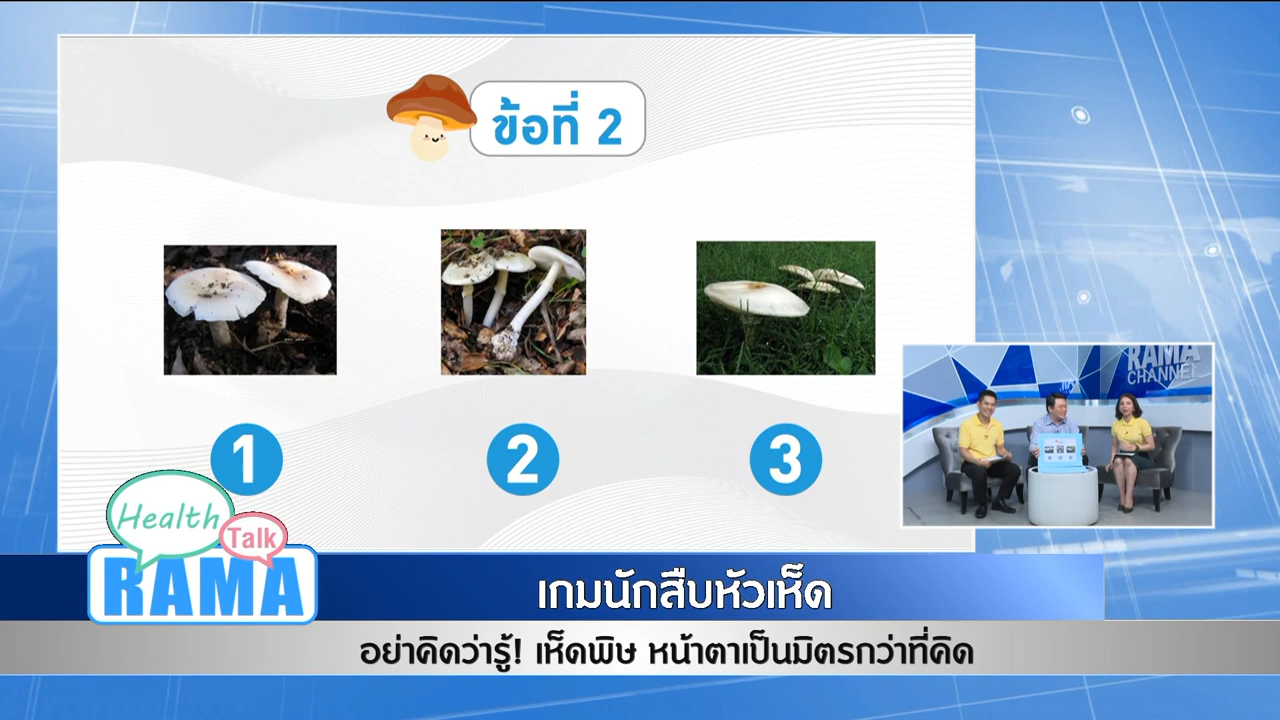 ข้อที่ 2
1
2
3
RAMA
CHANNEL
Health
Talk
RAMA
เกมนักสืบหัวเห็ด
อย่าคิดว่ารู้! เห็ดพิษ หน้าตาเป็นมิตรกว่าที่คิด